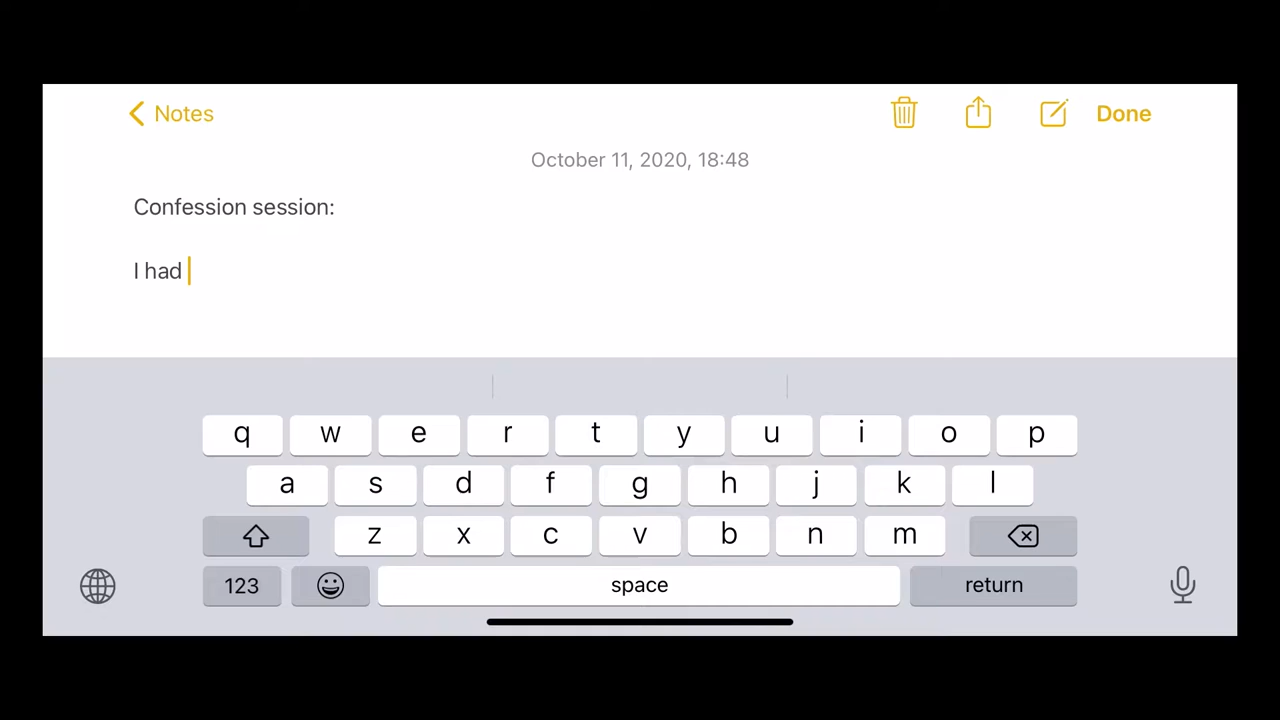 Notes
Done
October 11, 2020, 18:48
Confession session:
I had
q w e r t y u i o p
a s d f g h j k l
z x c v b n m
123 space return